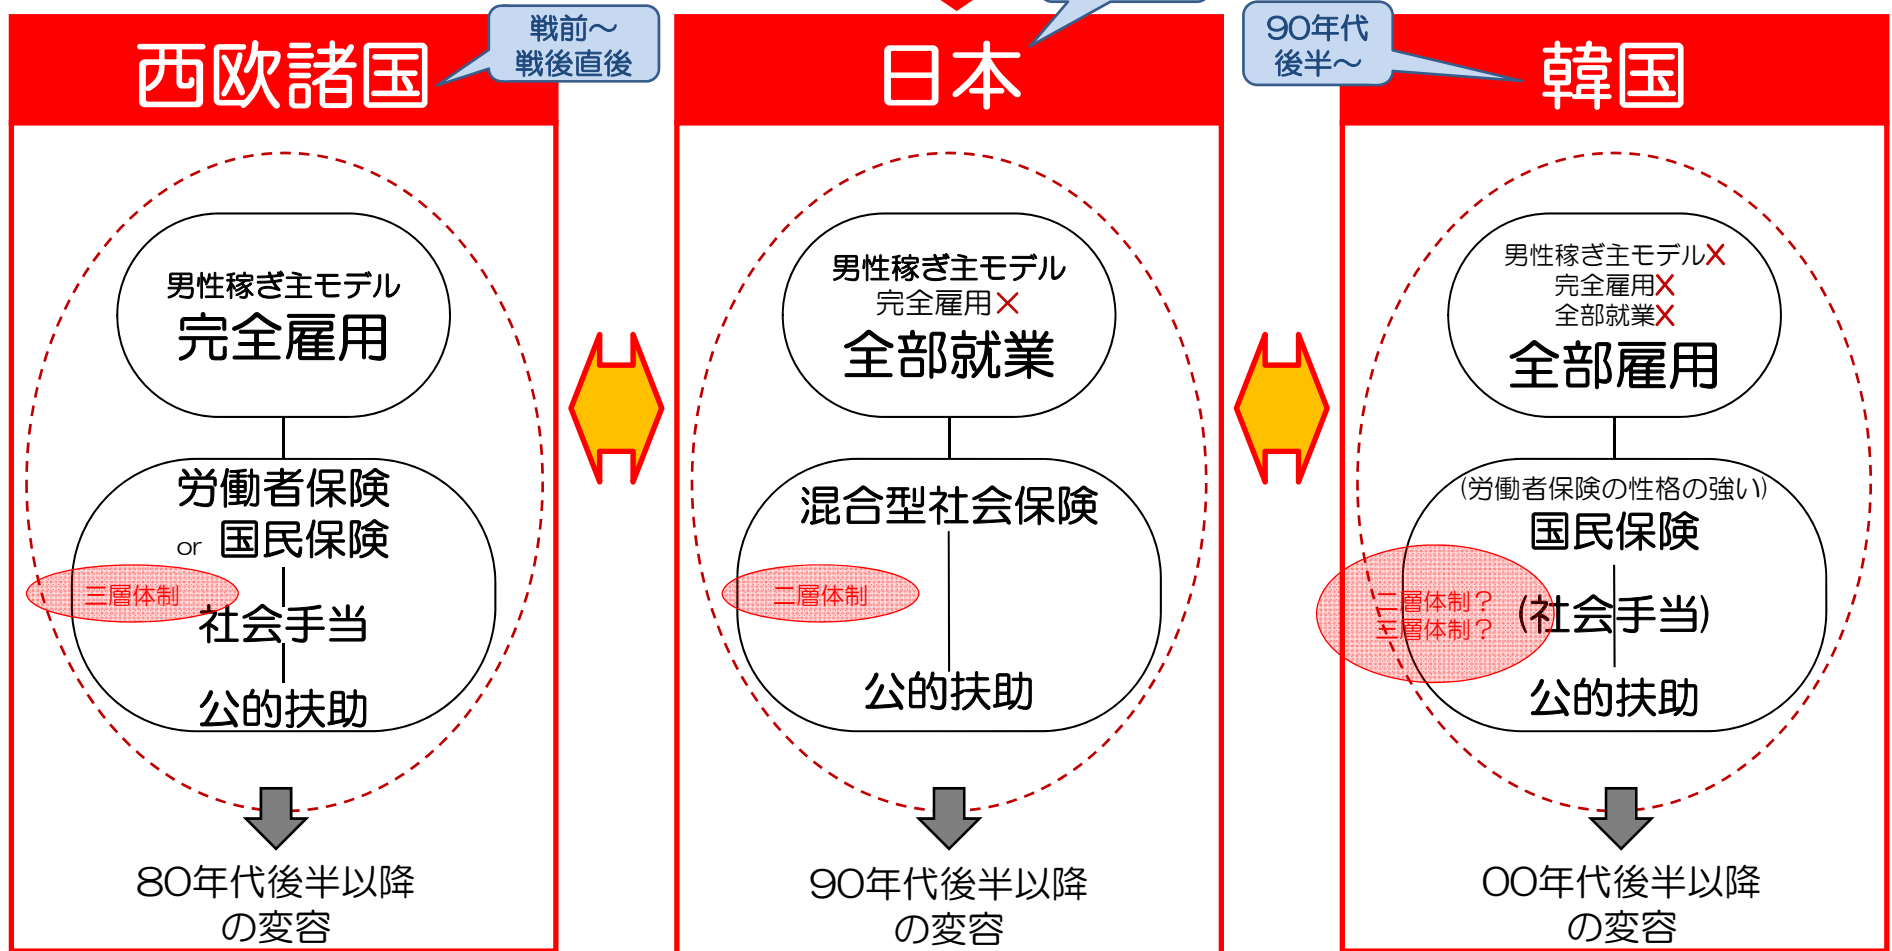 西欧諸国
戦前～
戦後直後
男性稼ぎ主モデル
完全雇用
労働者保険
or 国民保険
三層体制
社会手当
公的扶助
80年代後半以降
の変容
日本
男性稼ぎ主モデル
完全雇用×
全部就業
混合型社会保険
二層体制
公的扶助
90年代後半以降
の変容
90年代
後半～
韓国
男性稼ぎ主モデル×
完全雇用×
全部就業×
全部雇用
(労働者保険の性格の強い)
国民保険
二層体制？
三層体制？
(社会手当)
公的扶助
00年代後半以降
の変容